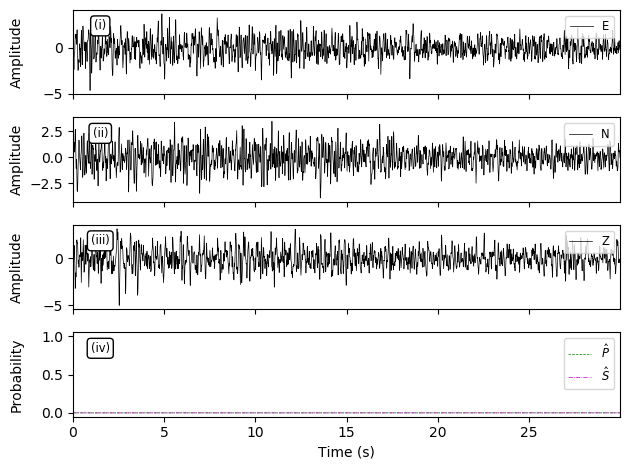 Amplitude
0
−5
(i)
E
Amplitude
2.5
0.0
−2.5
(ii)
N
Amplitude
0
−5
(iii)
Z
Probability
1.0
0.5
0.0
(iv)
P̂
Ŝ
0 5 10 15 20 25
Time (s)